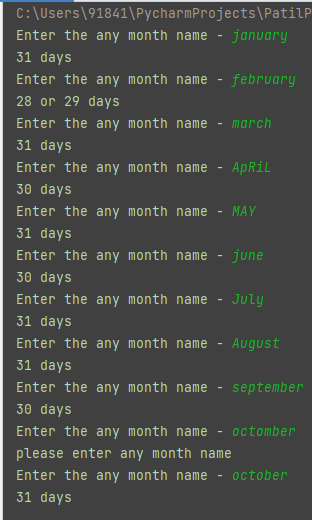 C:\Users\91841\PycharmProjects\PatilP
Enter the any month name - january
31 days
Enter the any month name - february
28 or 29 days
Enter the any month name - march
31 days
Enter the any month name - ApRiL
30 days
Enter the any month name - MAY
31 days
Enter the any month name - june
30 days
Enter the any month name - July
31 days
Enter the any month name - August
31 days
Enter the any month name - september
30 days
Enter the any month name - octomber
please enter any month name
Enter the any month name - october
31 days